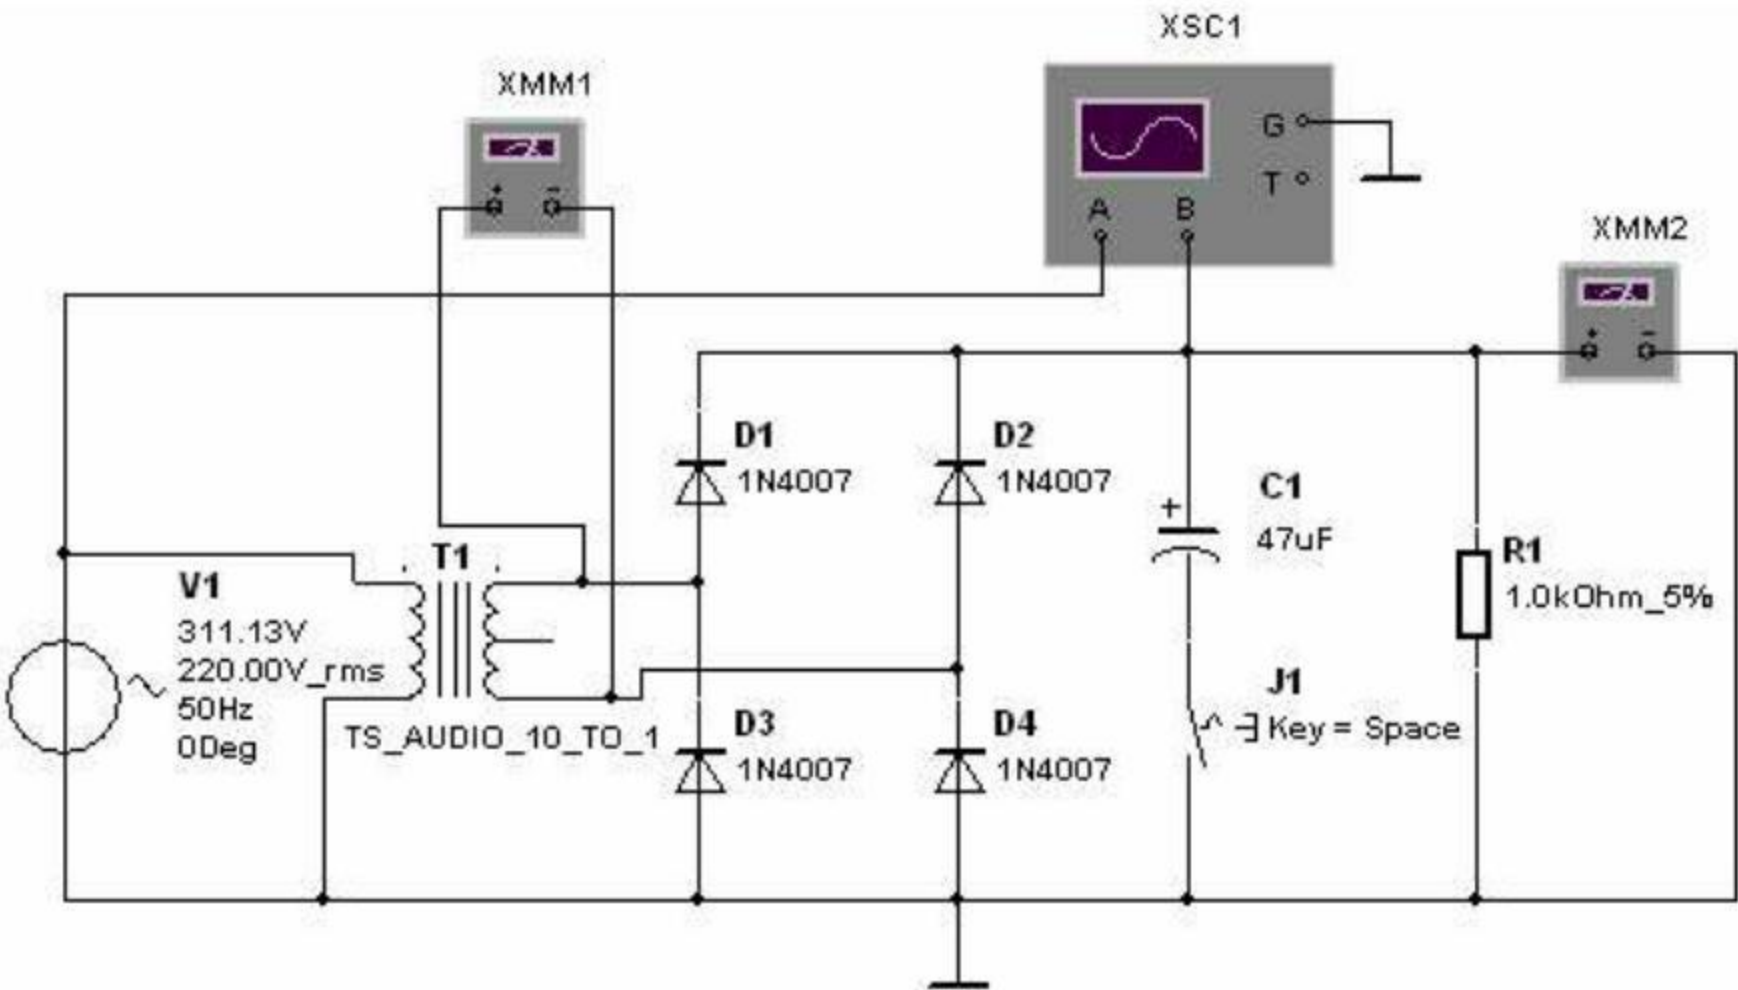 XSC1
XMM1
G
T
A B
+ -
XMM2
+ -
D1
1N4007
D2
1N4007
+
C1
47uF
T1
V1
311.13V
220.00V_rms
50Hz
0Deg
R1
1.0kOhm_5%
TS_AUDIO_10_TO_1
D3
1N4007
D4
1N4007
J1
Key = Space